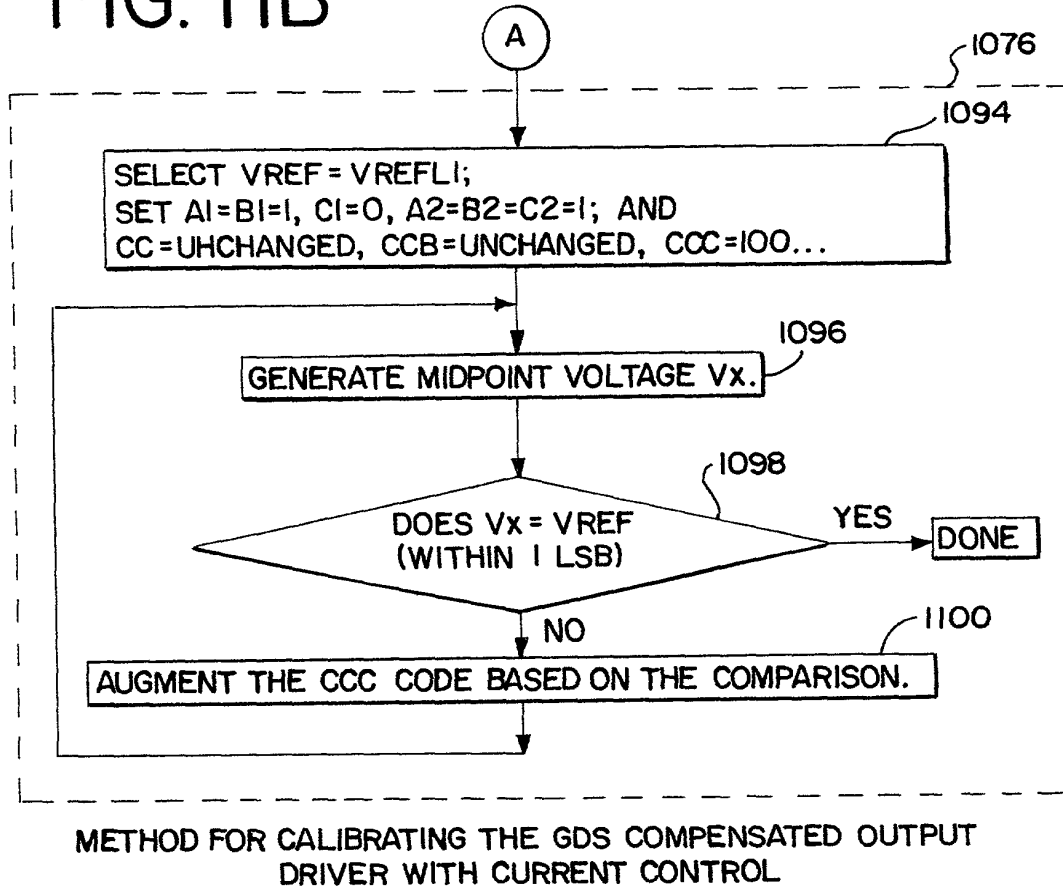 FIG. 11B
A
1076
1094
SELECT VREF = VREFL1;
SET A1=B1=1, C1=0, A2=B2=C2=1; AND
CC=UHCHANGED, CCB=UNCHANGED, CCC=100...
1096
GENERATE MIDPOINT VOLTAGE Vx.
1098
DOES Vx = VREF
(WITHIN 1 LSB)
YES
DONE
NO
1100
AUGMENT THE CCC CODE BASED ON THE COMPARISON.
METHOD FOR CALIBRATING THE GDS COMPENSATED OUTPUT
DRIVER WITH CURRENT CONTROL